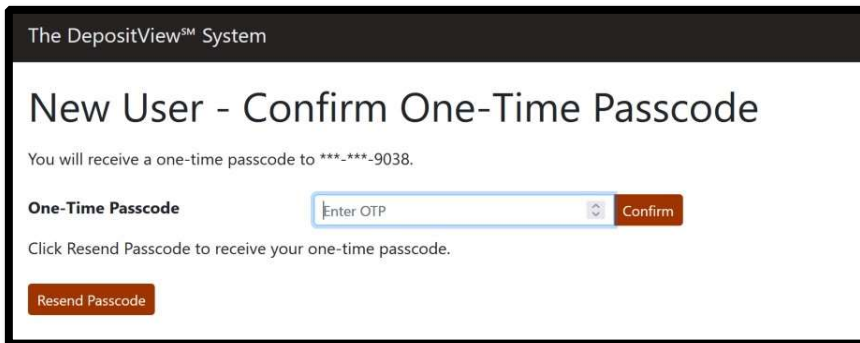 The DepositView℠ System
New User - Confirm One-Time Passcode
You will receive a one-time passcode to ***-***-9038.
One-Time Passcode Enter OTP Confirm
Click Resend Passcode to receive your one-time passcode.
Resend Passcode